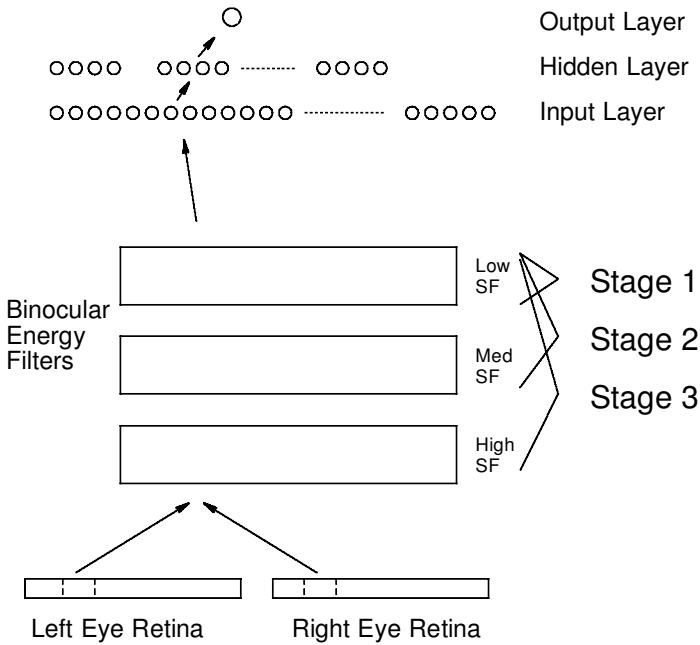 Output Layer
Hidden Layer
Input Layer
Low
SF
Stage 1
Binocular
Energy
Filters
Med
SF
Stage 2
Stage 3
High
SF
Left Eye Retina
Right Eye Retina